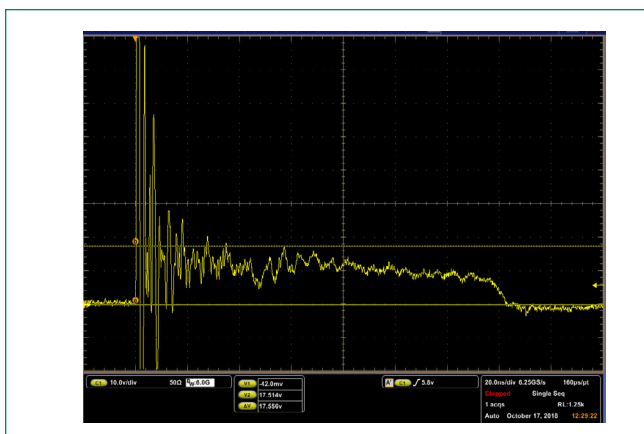 C1 10.0v/div 50Ω BW:6.0G
V1 -42.0mv
V2 17.514v
ΔV 17.556v
A' C1 ∫ 5.8v
20.0ns/div 6.25GS/s 160ps/pt
Stopped Single Seq
1 acqs RL:1.25k
Auto October 17, 2018 12:29:22